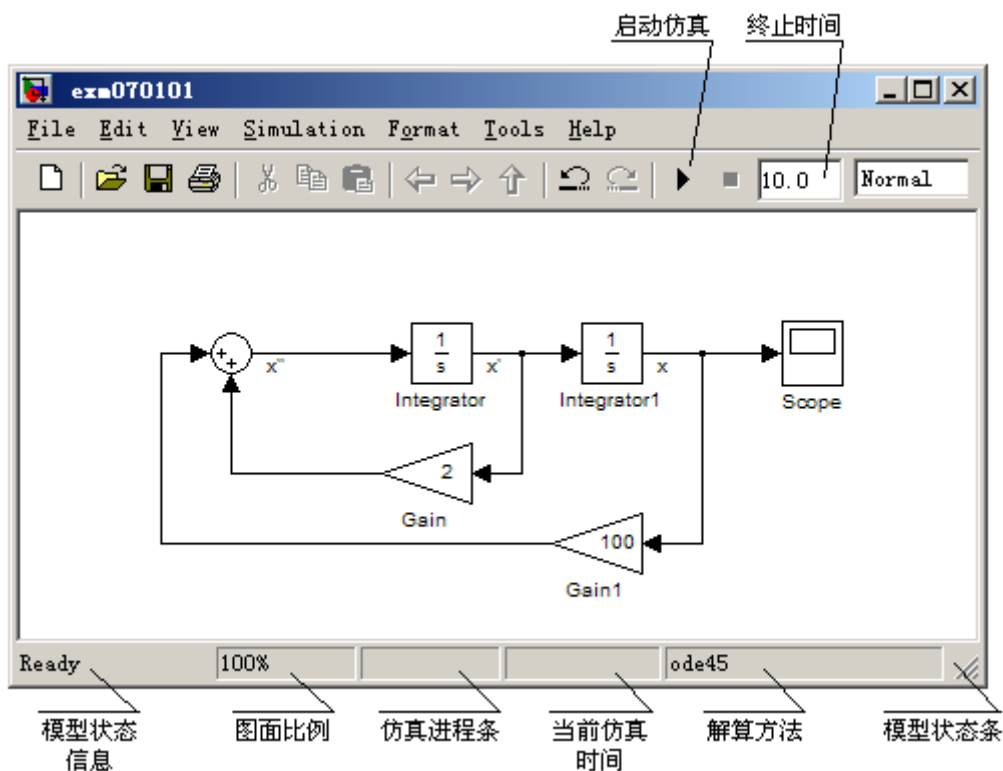 启动仿真 终止时间
exm070101
File Edit View Simulation Format Tools Help
10.0 Normal
+
+
x''
1
s
Integrator
x'
1
s
Integrator1
x
Scope
2
Gain
100
Gain1
Ready 100% ode45
模型状态
信息
图面比例
仿真进程条
当前仿真
时间
解算方法
模型状态条